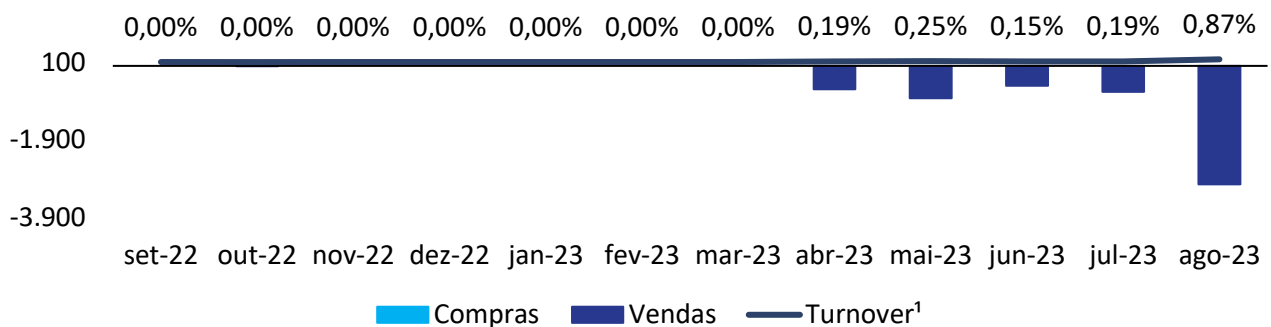 0,00% 0,00% 0,00% 0,00% 0,00% 0,00% 0,00% 0,19% 0,25% 0,15% 0,19% 0,87%
100
-1.900
-3.900
set-22 out-22 nov-22 dez-22 jan-23 fev-23 mar-23 abr-23 mai-23 jun-23 jul-23 ago-23
Compras Vendas Turnover¹